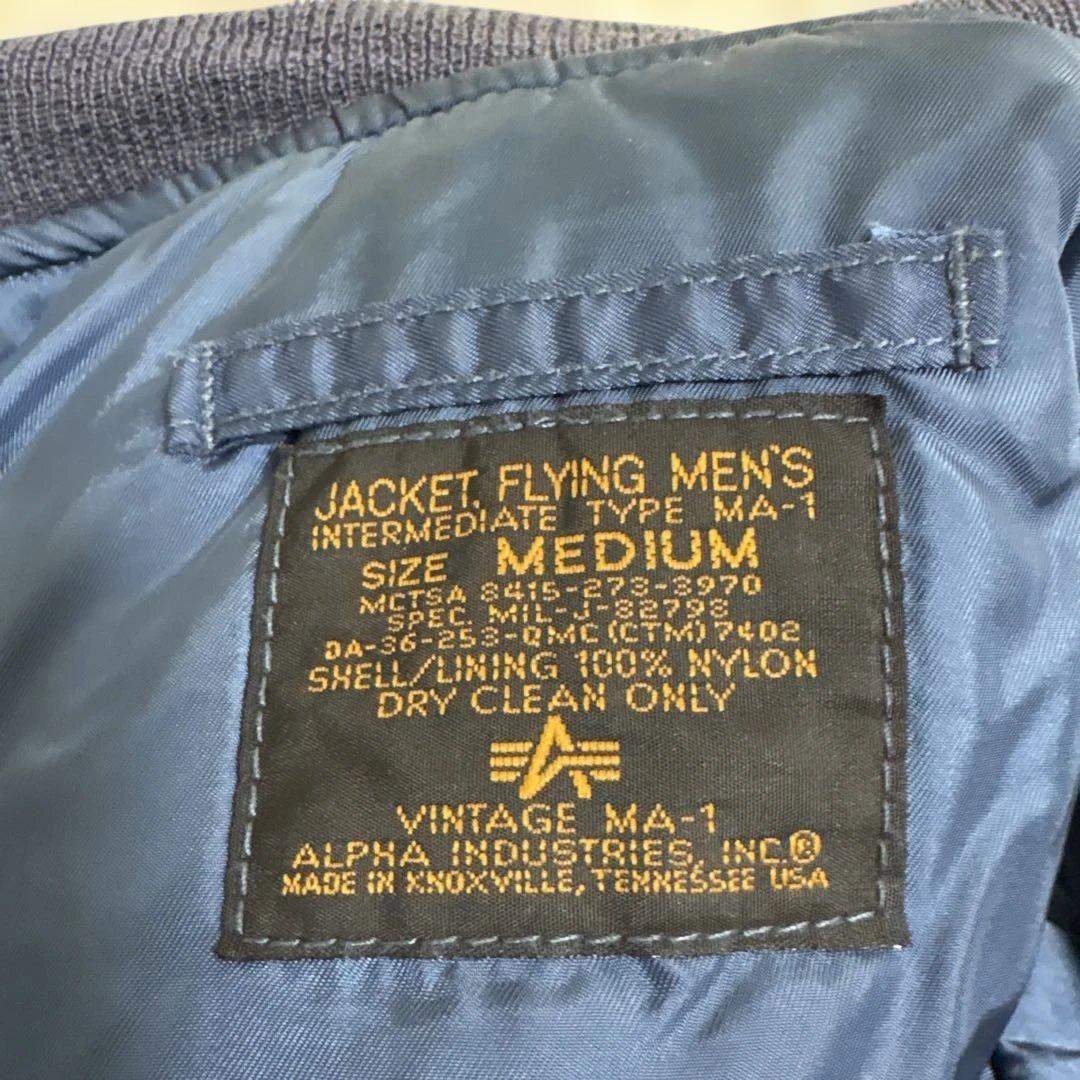 JACKET, FLYING MEN'S
INTERMEDIATE TYPE MA-1
SIZE MEDIUM
MCTSA 8415-273-3970
SPEC. MIL-J-82798
DA-36-253-QMC (CTM) 7402
SHELL/LINING 100% NYLON
DRY CLEAN ONLY
VINTAGE MA-1
ALPHA INDUSTRIES, INC.®
MADE IN KNOXVILLE, TENNESSEE USA